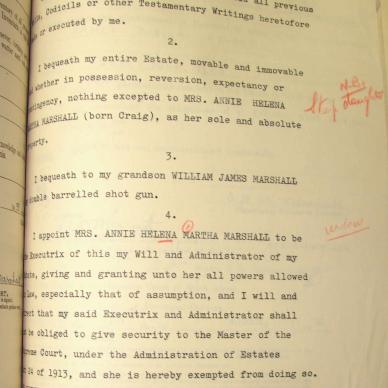 all previous
Codicils or other Testamentary Writings heretofore
or executed by me.
2.
I bequeath my entire Estate, movable and immovable
whether in possession, reversion, expectancy or
nothing excepted to MRS. ANNIE HELENA
MARSHALL (born Craig), as her sole and absolute
N.B.
Step daughter
3.
I bequeath to my grandson WILLIAM JAMES MARSHALL
double barrelled shot gun.
4.
I appoint MRS. ANNIE HELENA MARTHA MARSHALL to be
Executrix of this my Will and Administrator of my
giving and granting unto her all powers allowed
especially that of assumption, and I will and
that my said Executrix and Administrator shall
be obliged to give security to the Master of the
Court, under the Administration of Estates
24 of 1913, and she is hereby exempted from doing so.